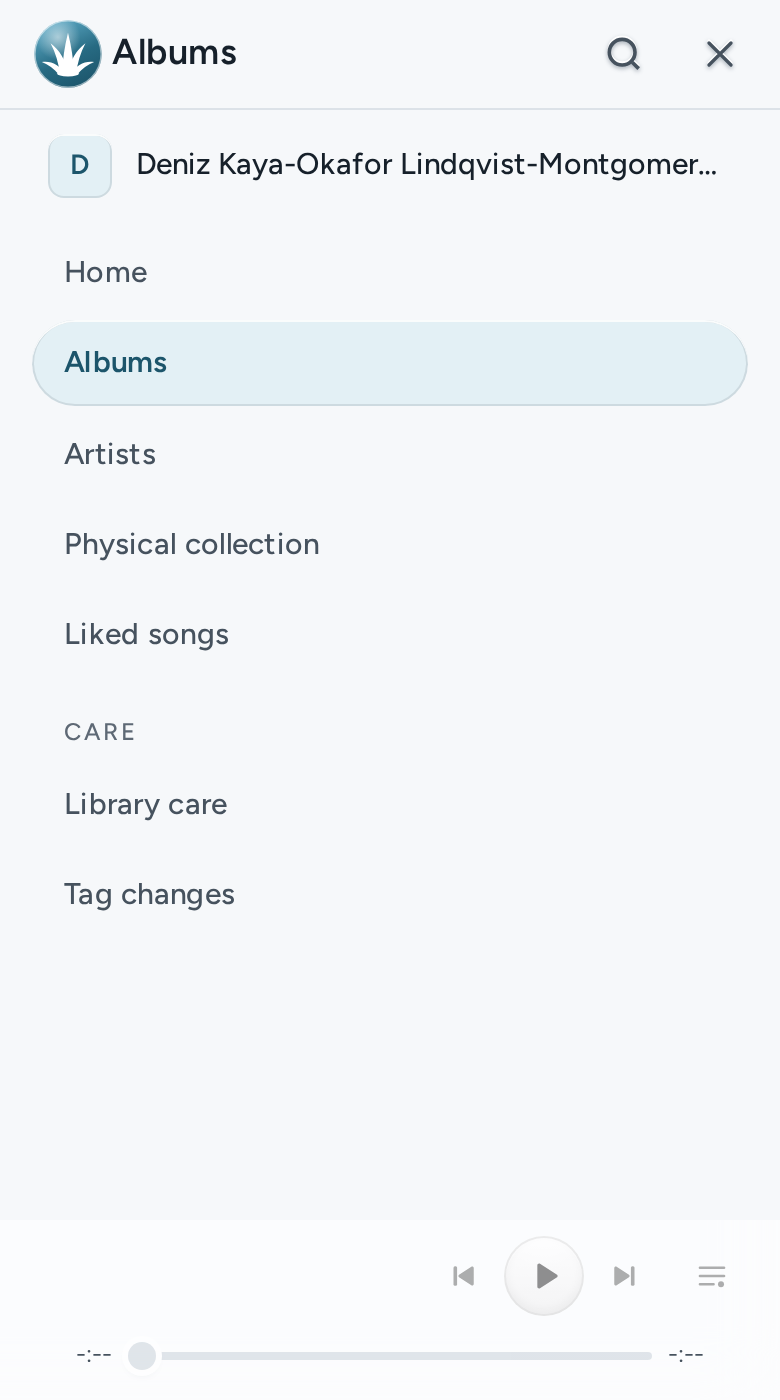 Albums
D
Deniz Kaya-Okafor Lindqvist-Montgomer...
Home
Albums
Artists
Physical collection
Liked songs
CARE
Library care
Tag changes
-:--
-:--